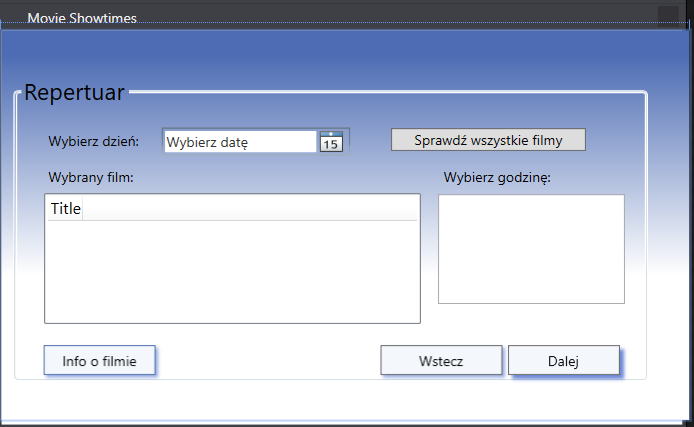 Movie Showtimes
Repertuar
Wybierz dzień:
Wybierz datę
15
Sprawdź wszystkie filmy
Wybrany film:
Wybierz godzinę:
Title
Info o filmie
Wstecz
Dalej